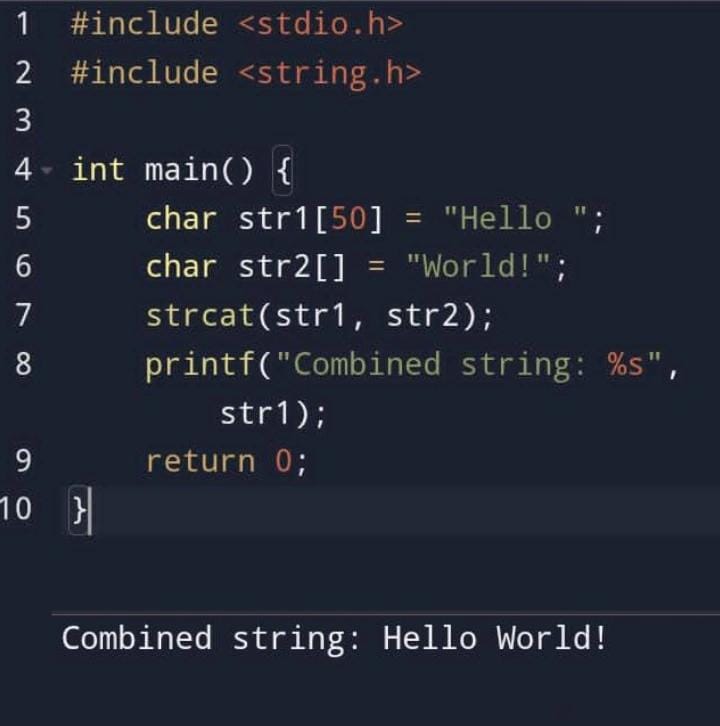 1 #include <stdio.h>
2 #include <string.h>
3
4 int main() {
5     char str1[50] = "Hello ";
6     char str2[] = "World!";
7     strcat(str1, str2);
8     printf("Combined string: %s",
        str1);
9     return 0;
10 }
Combined string: Hello World!